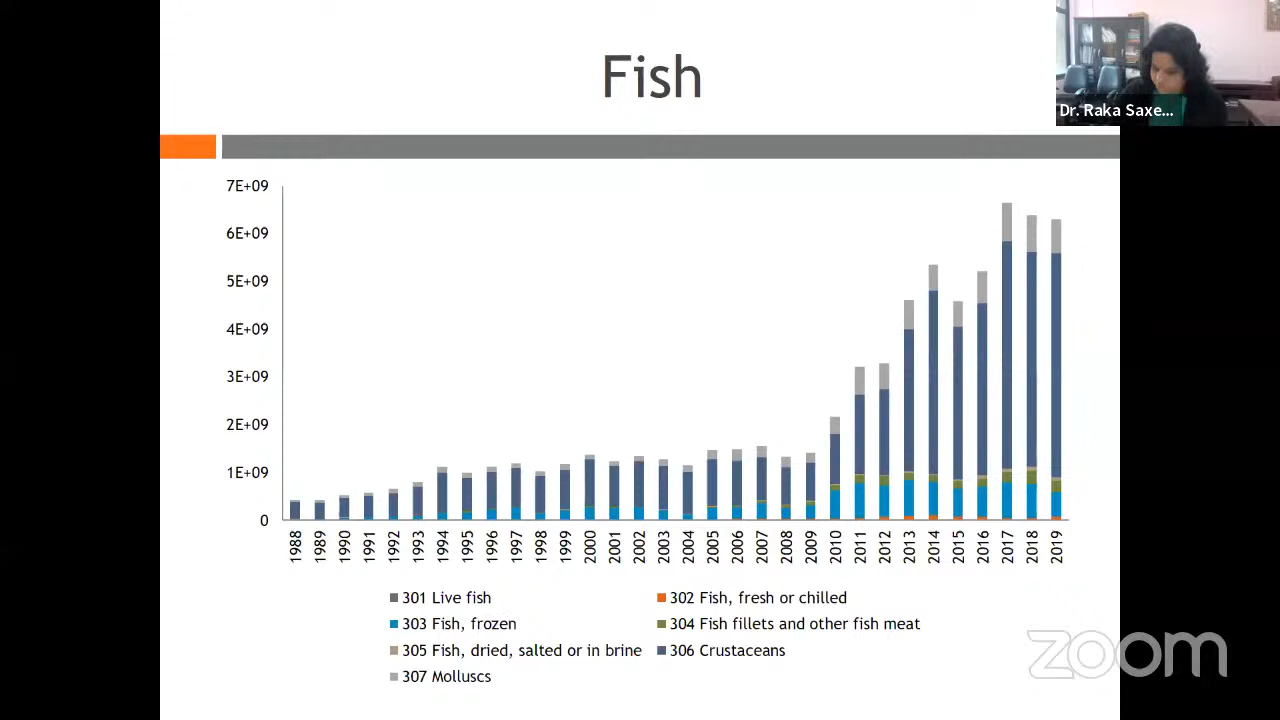 Fish
Dr. Raka Saxe...
7E+09
6E+09
5E+09
4E+09
3E+09
2E+09
1E+09
0
1988 1989 1990 1991 1992 1993 1994 1995 1996 1997 1998 1999 2000 2001 2002 2003 2004 2005 2006 2007 2008 2009 2010 2011 2012 2013 2014 2015 2016 2017 2018 2019
301 Live fish 302 Fish, fresh or chilled
303 Fish, frozen 304 Fish fillets and other fish meat
305 Fish, dried, salted or in brine 306 Crustaceans
307 Molluscs
zoom